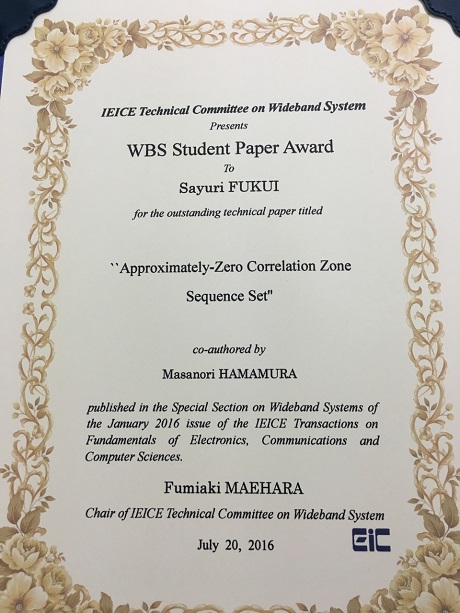 IEICE Technical Committee on Wideband System
Presents
WBS Student Paper Award
To
Sayuri FUKUI
for the outstanding technical paper titled
``Approximately-Zero Correlation Zone
Sequence Set"
co-authored by
Masanori HAMAMURA
published in the Special Section on Wideband Systems of
the January 2016 issue of the IEICE Transactions on
Fundamentals of Electronics, Communications and
Computer Sciences.
Fumiaki MAEHARA
Chair of IEICE Technical Committee on Wideband System
July 20, 2016
EiC